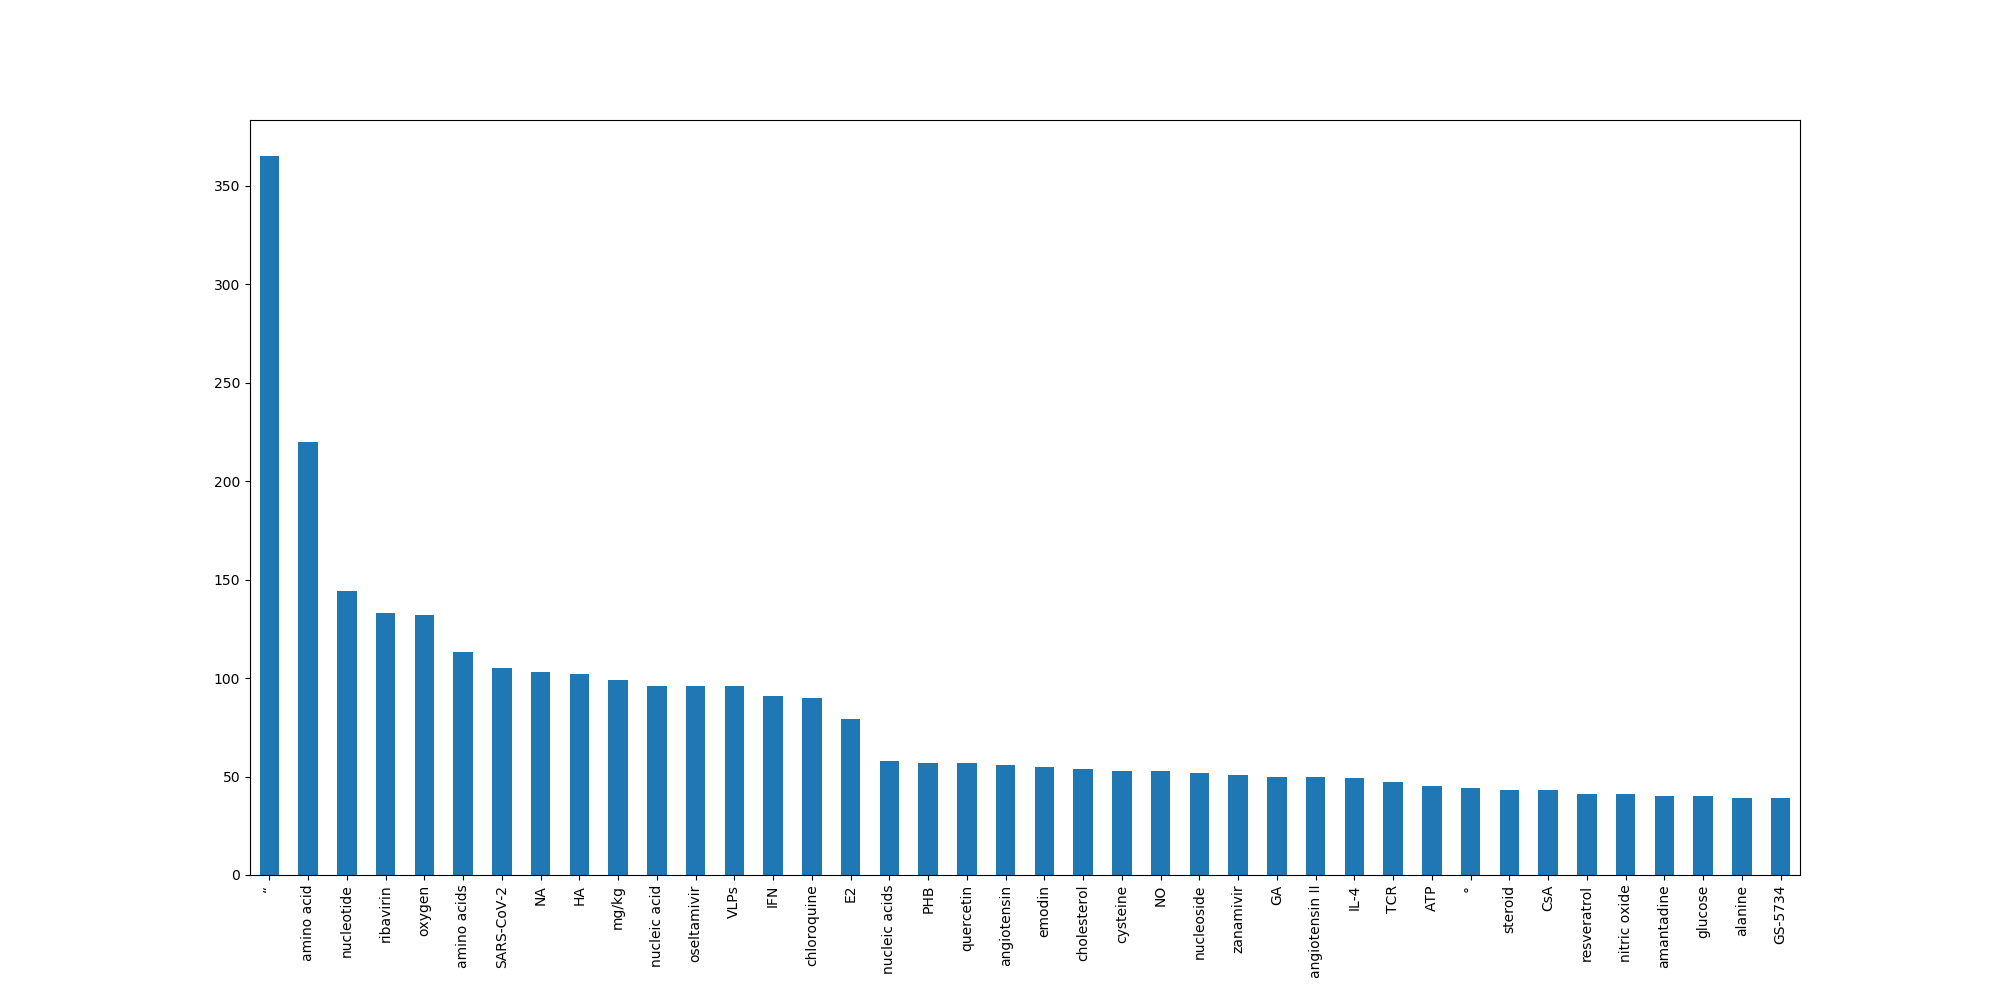 350
300
250
200
150
100
50
0
“
amino acid
nucleotide
ribavirin
oxygen
amino acids
SARS-CoV-2
NA
HA
mg/kg
nucleic acid
oseltamivir
VLPs
IFN
chloroquine
E2
nucleic acids
PHB
quercetin
angiotensin
emodin
cholesterol
cysteine
NO
nucleoside
zanamivir
GA
angiotensin II
IL-4
TCR
ATP
°
steroid
CsA
resveratrol
nitric oxide
amantadine
glucose
alanine
GS-5734